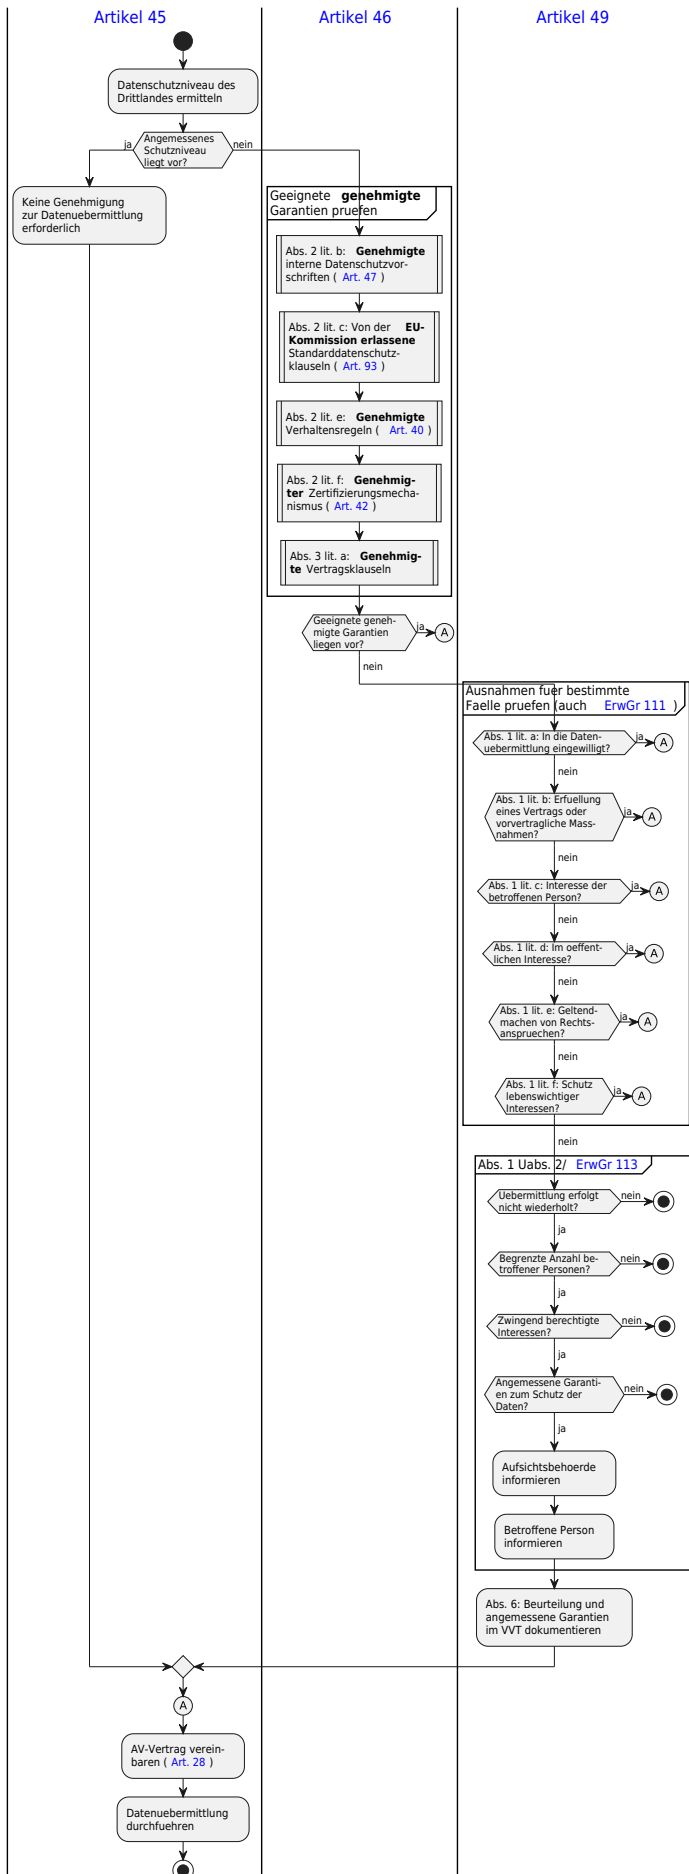 Artikel 45
Artikel 46
Artikel 49
Datenschutzniveau des
Drittlandes ermitteln
Angemessenes
Schutzniveau
liegt vor?
ja
nein
Keine Genehmigung
zur Datenuebermittlung
erforderlich
Geeignete genehmigte
Garantien pruefen
Abs. 2 lit. b: Genehmigte
interne Datenschutzvor-
schriften ( Art. 47 )
Abs. 2 lit. c: Von der EU-
Kommission erlassene
Standarddatenschutz-
klauseln ( Art. 93 )
Abs. 2 lit. e: Genehmigte
Verhaltensregeln ( Art. 40 )
Abs. 2 lit. f: Genehmig-
ter Zertifizierungsmecha-
nismus ( Art. 42 )
Abs. 3 lit. a: Genehmig-
te Vertragsklauseln
Geeignete geneh-
migte Garantien
liegen vor?
ja
A
nein
Ausnahmen fuer bestimmte
Faelle pruefen (auch ErwGr 111 )
Abs. 1 lit. a: In die Daten-
uebermittlung eingewilligt?
ja
A
nein
Abs. 1 lit. b: Erfuellung
eines Vertrags oder
vorvertragliche Mass-
nahmen?
ja
A
nein
Abs. 1 lit. c: Interesse der
betroffenen Person?
ja
A
nein
Abs. 1 lit. d: Im oeffent-
lichen Interesse?
ja
A
nein
Abs. 1 lit. e: Geltend-
machen von Rechts-
anspruechen?
ja
A
nein
Abs. 1 lit. f: Schutz
lebenswichtiger
Interessen?
ja
A
nein
Abs. 1 Uabs. 2/ ErwGr 113
Uebermittlung erfolgt
nicht wiederholt?
nein
ja
Begrenzte Anzahl be-
troffener Personen?
nein
ja
Zwingend berechtigte
Interessen?
nein
ja
Angemessene Garanti-
en zum Schutz der
Daten?
nein
ja
Aufsichtsbehoerde
informieren
Betroffene Person
informieren
Abs. 6: Beurteilung und
angemessene Garantien
im VVT dokumentieren
A
AV-Vertrag verein-
baren ( Art. 28 )
Datenuebermittlung
durchfuehren